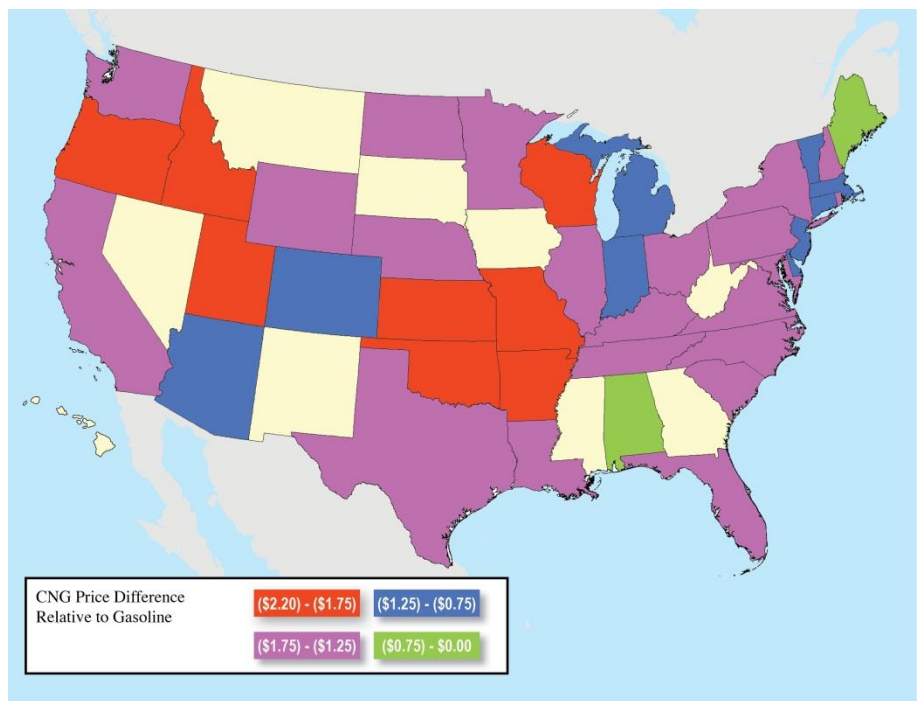 CNG Price Difference
Relative to Gasoline
($2.20) - ($1.75)
($1.25) - ($0.75)
($1.75) - ($1.25)
($0.75) - $0.00